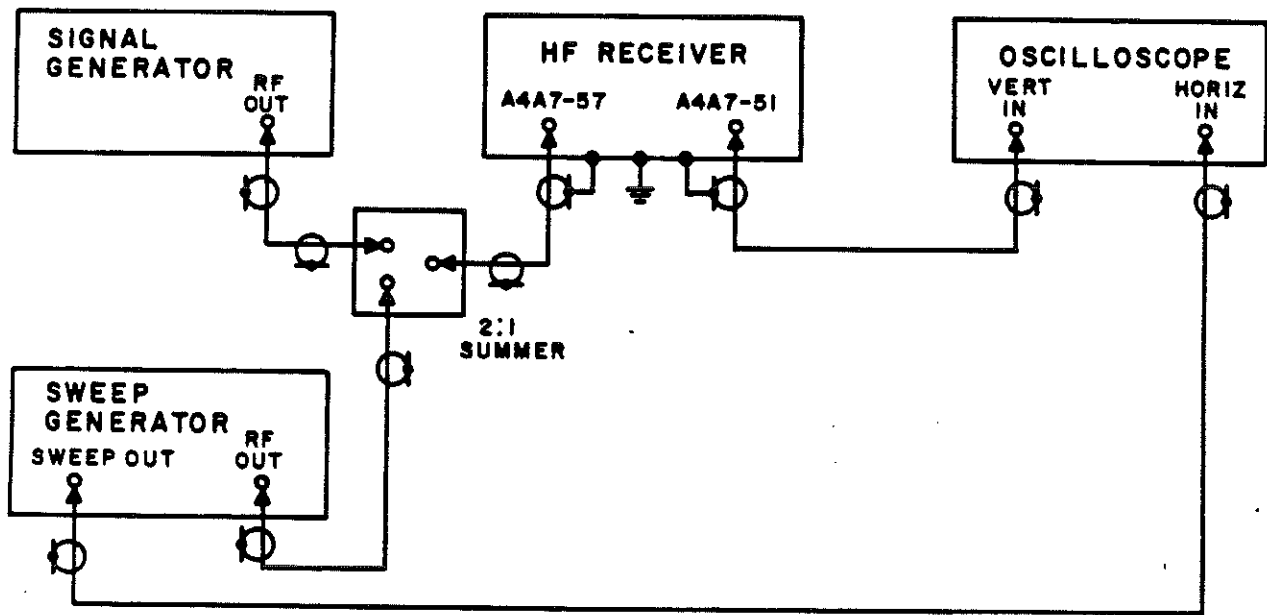 SIGNAL
GENERATOR
RF
OUT
HF RECEIVER
A4A7-57
A4A7-51
OSCILLOSCOPE
VERT
IN
HORIZ
IN
2:1
SUMMER
SWEEP
GENERATOR
SWEEP OUT
RF
OUT